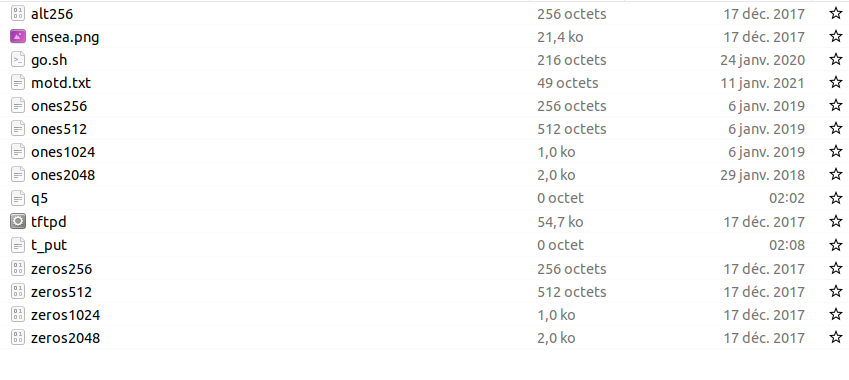 alt256 256 octets 17 déc. 2017
ensea.png 21,4 ko 17 déc. 2017
go.sh 216 octets 24 janv. 2020
motd.txt 49 octets 11 janv. 2021
ones256 256 octets 6 janv. 2019
ones512 512 octets 6 janv. 2019
ones1024 1,0 ko 6 janv. 2019
ones2048 2,0 ko 29 janv. 2018
q5 0 octet 02:02
tftpd 54,7 ko 17 déc. 2017
t_put 0 octet 02:08
zeros256 256 octets 17 déc. 2017
zeros512 512 octets 17 déc. 2017
zeros1024 1,0 ko 17 déc. 2017
zeros2048 2,0 ko 17 déc. 2017